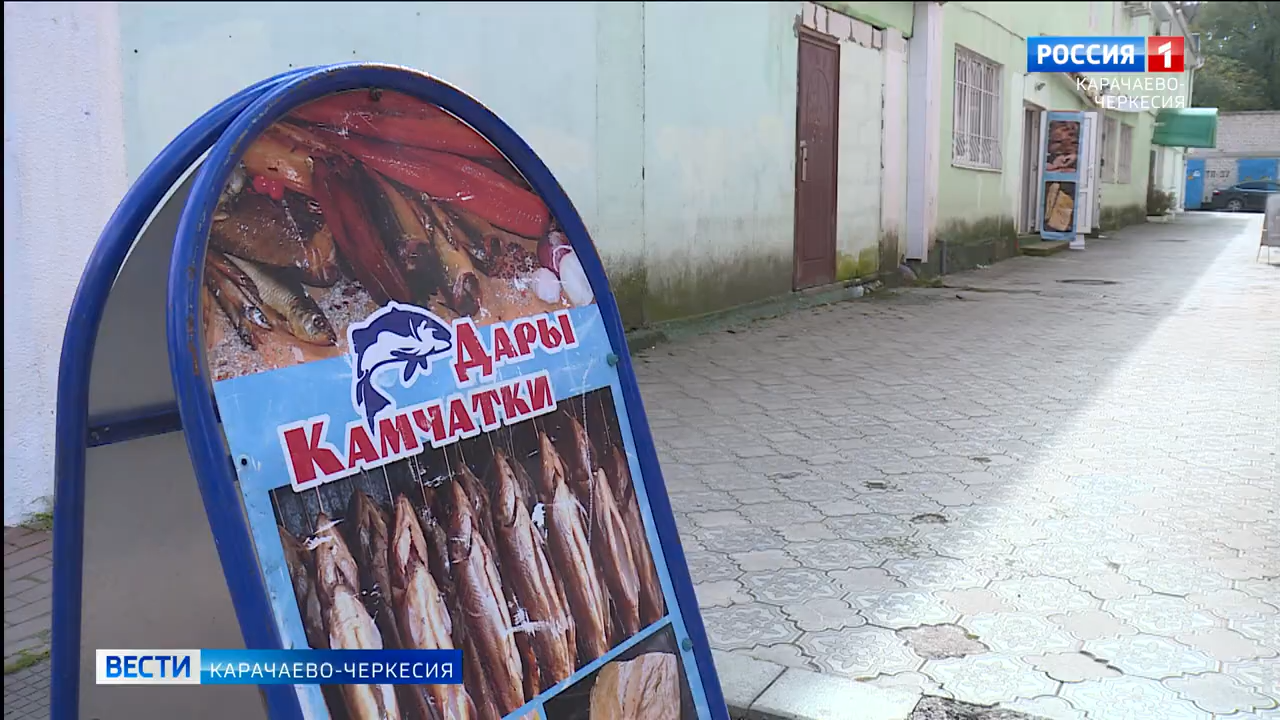 РОССИЯ 1
КАРАЧАЕВО-
ЧЕРКЕСИЯ
ДАРЫ
КАМЧАТКИ
ВЕСТИ КАРАЧАЕВО-ЧЕРКЕСИЯ